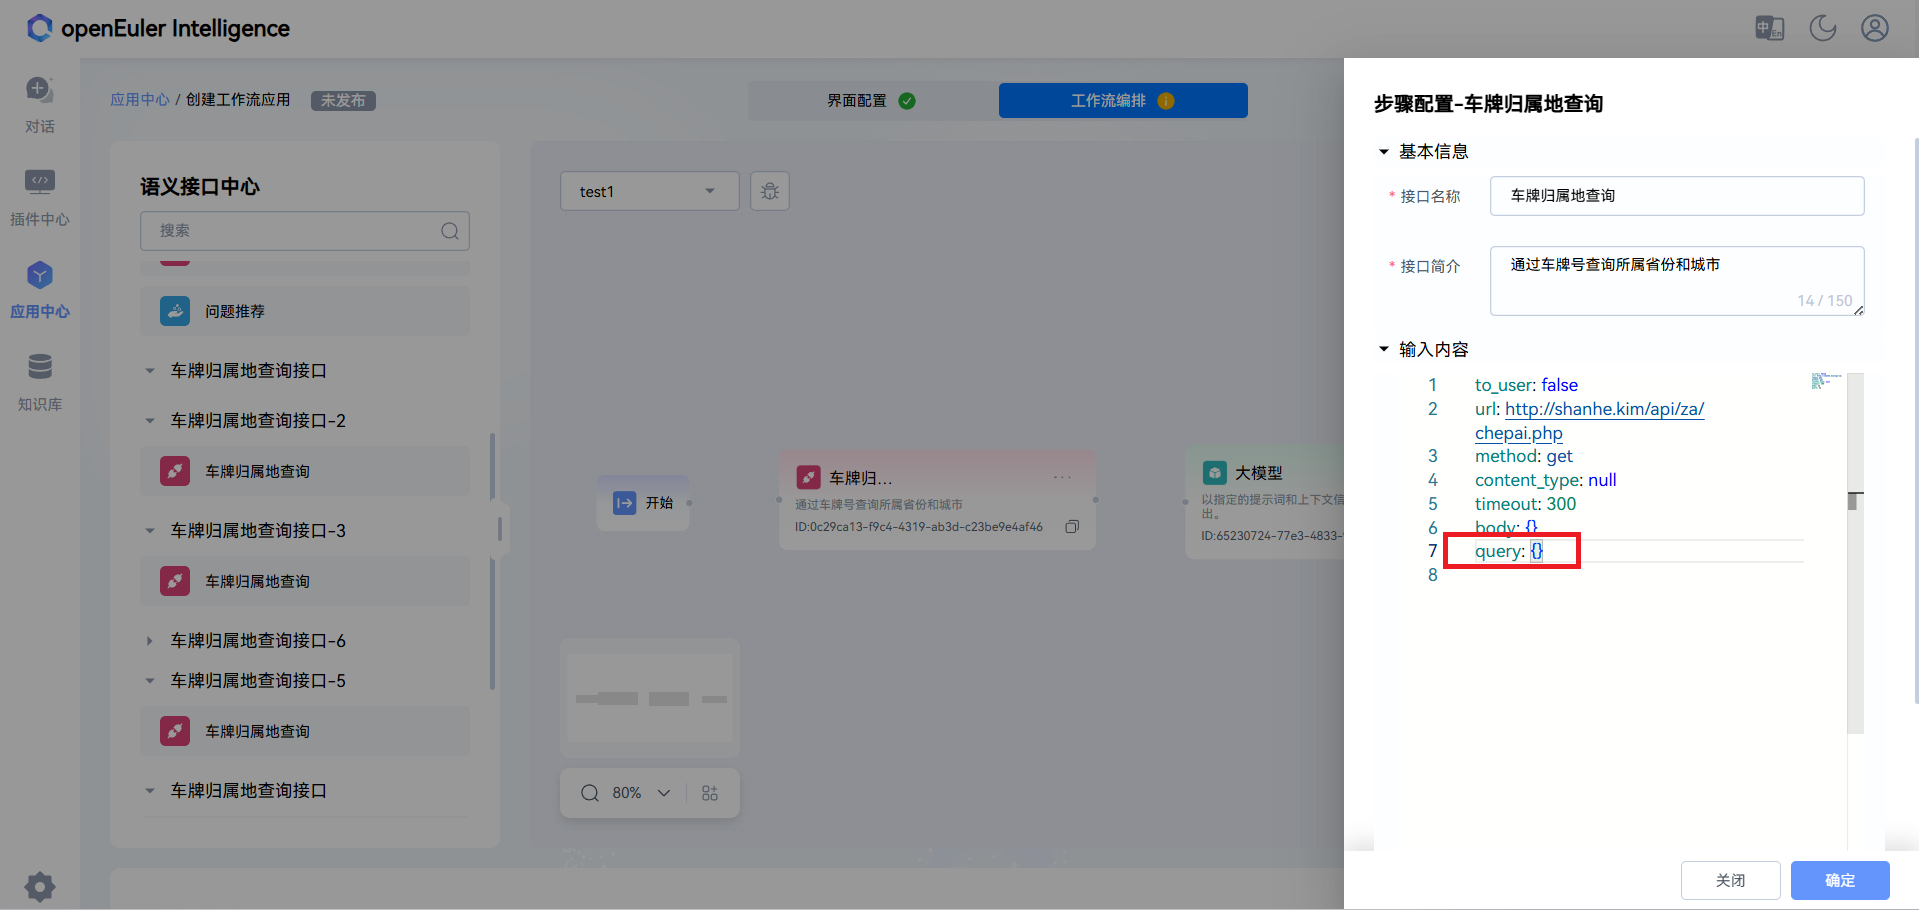 openEuler Intelligence
对话
插件中心
应用中心
知识库
应用中心 / 创建工作流应用 未发布
界面配置
工作流编排
语义接口中心
搜索
问题推荐
车牌归属地查询接口
车牌归属地查询接口-2
车牌归属地查询
车牌归属地查询接口-3
车牌归属地查询
车牌归属地查询接口-6
车牌归属地查询接口-5
车牌归属地查询
车牌归属地查询接口
test1
开始
车牌归...
通过车牌号查询所属省份和城市
ID:0c29ca13-f9c4-4319-ab3d-c23be9e4af46
大模型
以指定的提示词和上下文信
出。
ID:65230724-77e3-4833-
80%
步骤配置-车牌归属地查询
基本信息
* 接口名称 车牌归属地查询
* 接口简介 通过车牌号查询所属省份和城市
14 / 150
输入内容
1 to_user: false
2 url: http://shanhe.kim/api/za/
chepai.php
3 method: get
4 content_type: null
5 timeout: 300
6 body: {}
7 query: {}
8
关闭
确定